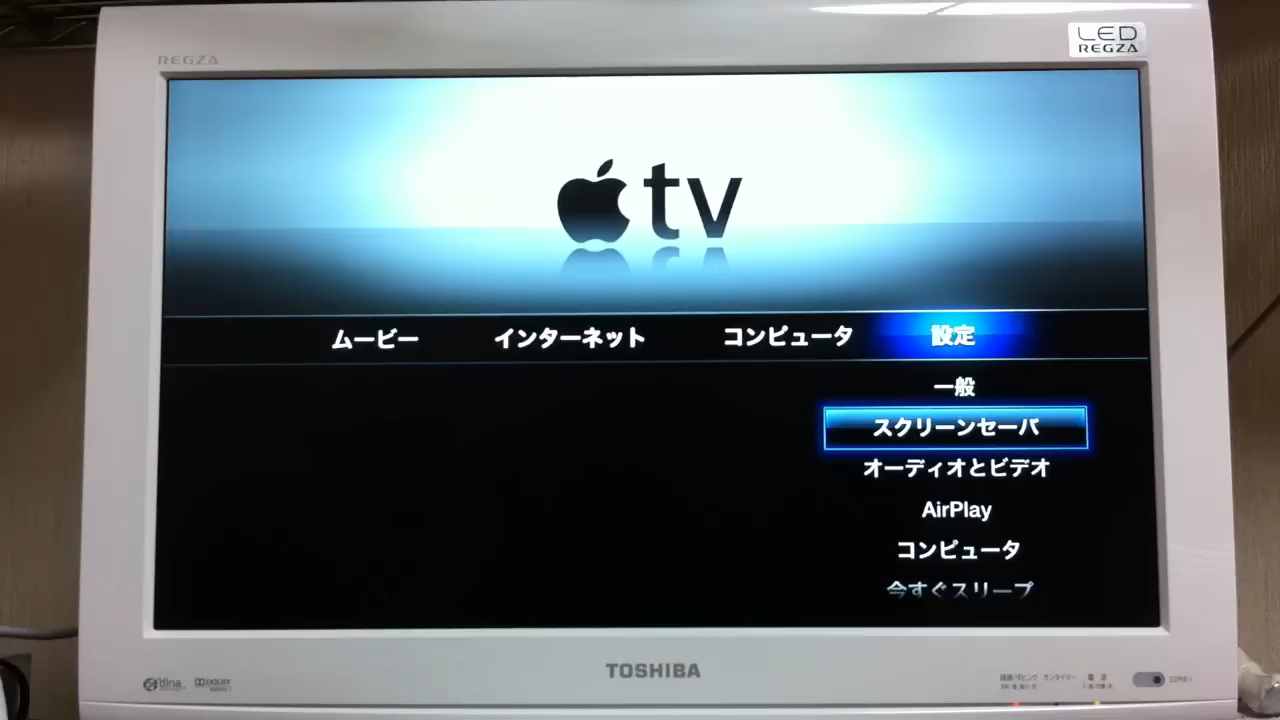 REGZA
LED
REGZA
tv
ムービー インターネット コンピュータ 設定
一般
スクリーンセーバ
オーディオとビデオ
AirPlay
コンピュータ
今すぐスリープ
TOSHIBA
dlna
DOLBY